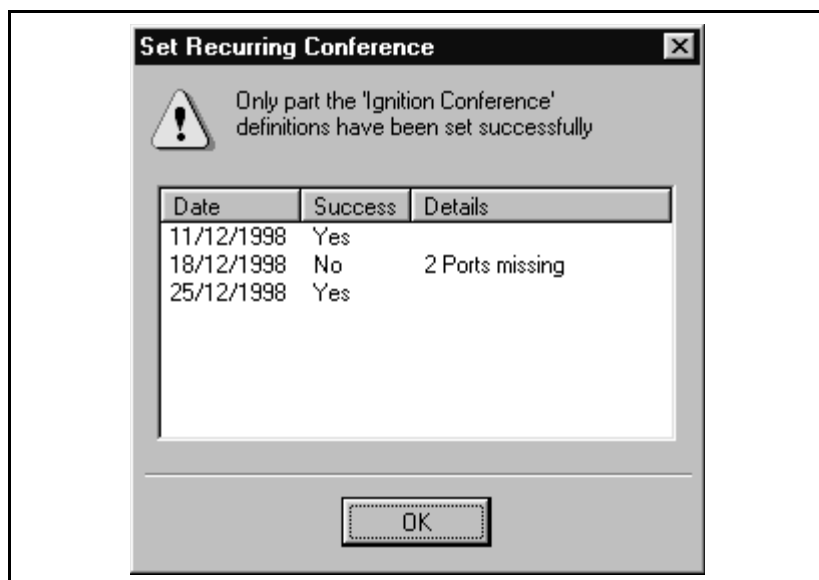 Set Recurring Conference
Only part the 'Ignition Conference'
definitions have been set successfully
Date Success Details
11/12/1998 Yes
18/12/1998 No 2 Ports missing
25/12/1998 Yes
OK